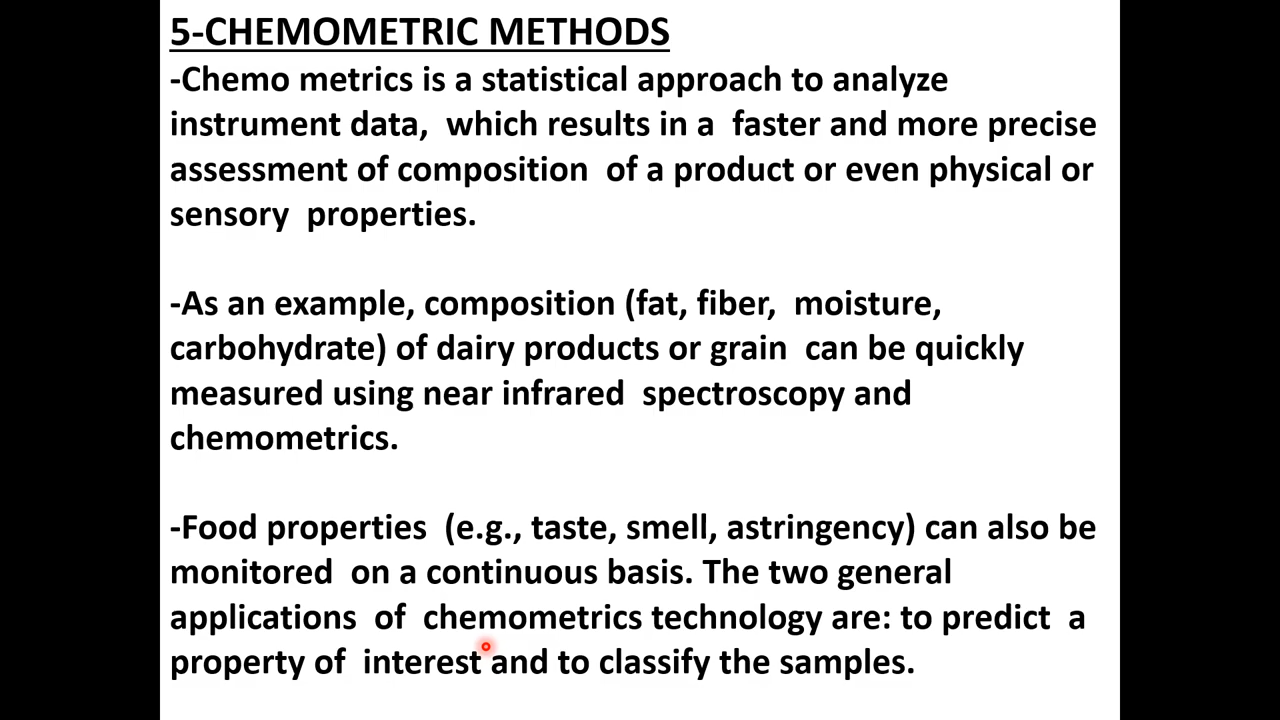 5-CHEMOMETRIC METHODS
-Chemo metrics is a statistical approach to analyze
instrument data, which results in a faster and more precise
assessment of composition of a product or even physical or
sensory properties.
-As an example, composition (fat, fiber, moisture,
carbohydrate) of dairy products or grain can be quickly
measured using near infrared spectroscopy and
chemometrics.
-Food properties (e.g., taste, smell, astringency) can also be
monitored on a continuous basis. The two general
applications of chemometrics technology are: to predict a
property of interest and to classify the samples.